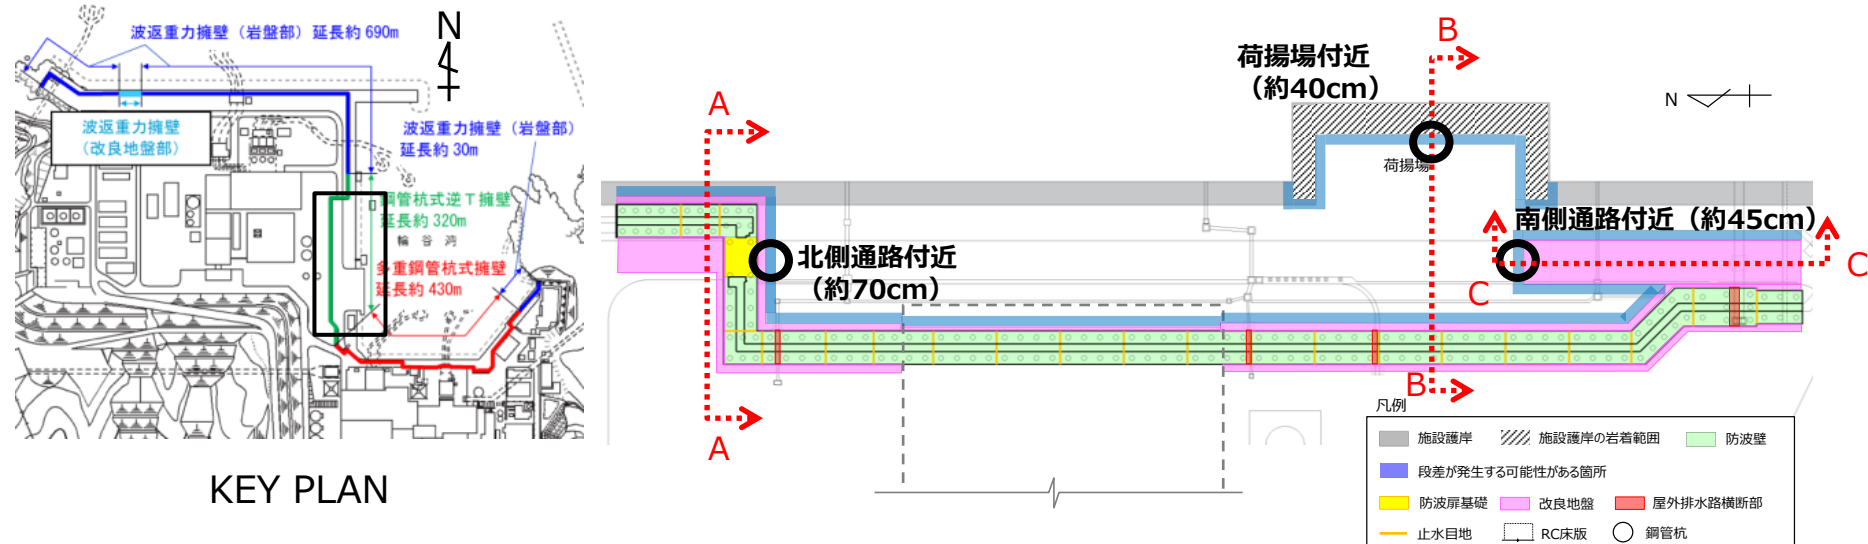 波返重力擁壁（岩盤部）延長約 690m
N
波返重力擁壁
（改良地盤部）
波返重力擁壁（岩盤部）
延長約 30m
鋼管杭式逆Ｔ擁壁
延長約 320m
輪谷湾
多重鋼管杭式擁壁
延長約 430m
KEY PLAN
A
A
B
B
C
C
N
荷揚場付近
（約40cm）
荷揚場
北側通路付近
（約70cm）
南側通路付近（約45cm）
凡例
施設護岸
施設護岸の岩着範囲
防波壁
段差が発生する可能性がある箇所
防波扉基礎
改良地盤
屋外排水路横断部
止水目地
RC床版
鋼管杭